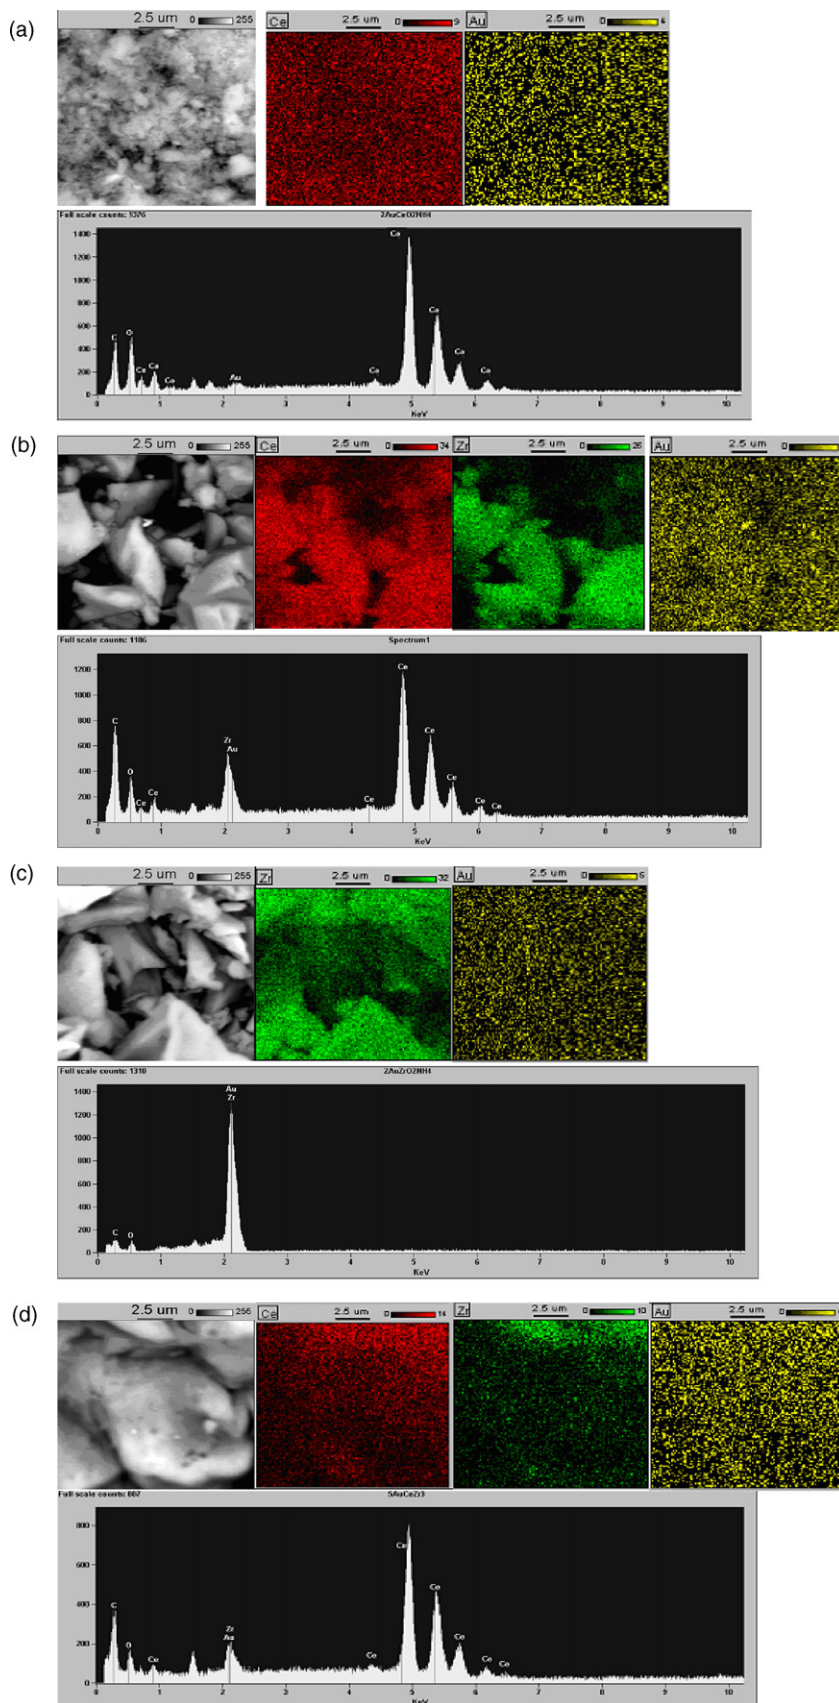 (a)
2.5 um 0 255 Ce 2.5 um 0 9 Au 2.5 um 0 6
Full scale counts: 1376 2AuCeO2NH4
1400
1200
1000
800
600
400
200
0
Ce
Ce
C O Ce Ce Ce Au Ce Ce Ce
0 1 2 3 4 5 6 7 8 9 10
KeV
(b)
2.5 um 0 255 Ce 2.5 um 0 34 Zr 2.5 um 0 26 Au 2.5 um 0
Full scale counts: 1186 Spectrum1
1200
1000
800
600
400
200
0
Ce
C Zr Ce
O Ce Ce Au Ce Ce Ce Ce
0 1 2 3 4 5 6 7 8 9 10
KeV
(c)
2.5 um 0 255 Zr 2.5 um 0 32 Au 2.5 um 0 5
Full scale counts: 1310 2AuZrO2NH4
1400
1200
1000
800
600
400
200
0
Au
Zr
C O
0 1 2 3 4 5 6 7 8 9 10
KeV
(d)
2.5 um 0 255 Ce 2.5 um 0 14 Zr 2.5 um 0 10 Au 2.5 um 0
Full scale counts: 807 5AuCeZr3
800
600
400
200
0
Ce
Ce
C Zr
O Ce Au Ce Ce Ce Ce
0 1 2 3 4 5 6 7 8 9 10
KeV